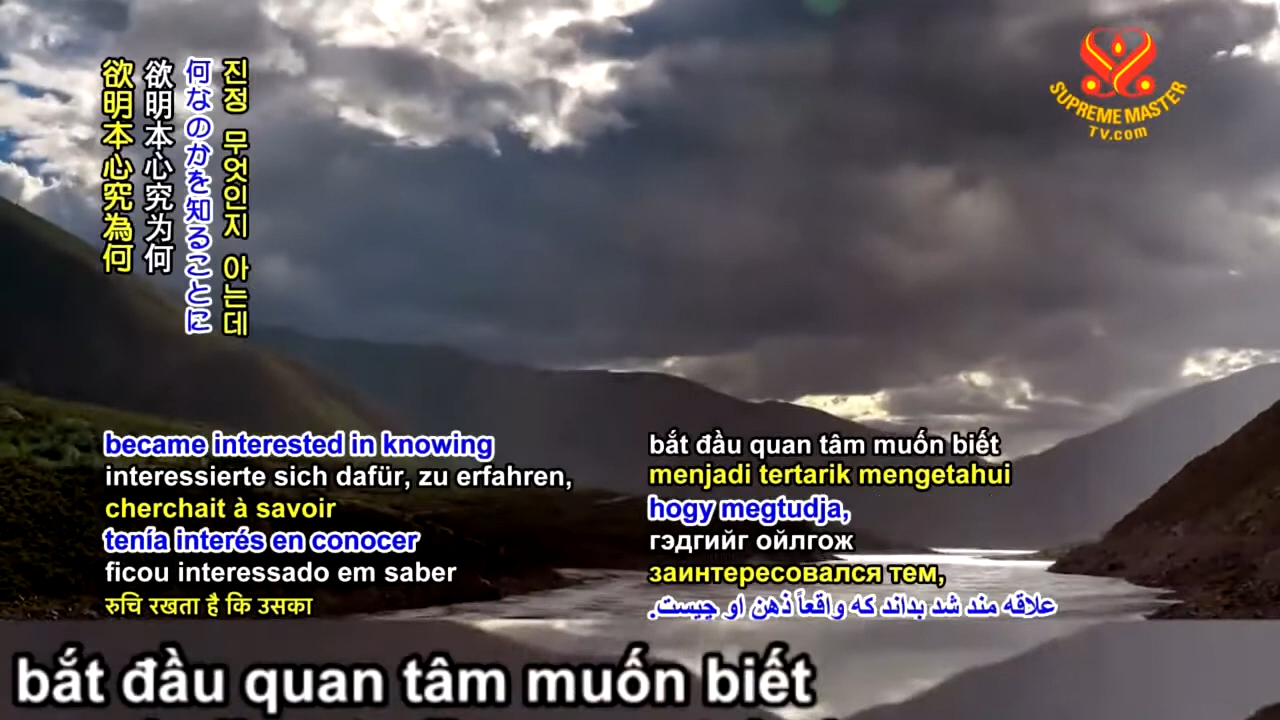 진정 무엇인지 아는데
何なのかを知ることに
欲明本心究为何
欲明本心究為何
SUPREME MASTER
TV.com
became interested in knowing
interessierte sich dafür, zu erfahren,
cherchait à savoir
tenía interés en conocer
ficou interessado em saber
रुचि रखता है कि उसका
bắt đầu quan tâm muốn biết
menjadi tertarik mengetahui
hogy megtudja,
гэдгийг ойлгож
заинтересовался тем,
علاقه مند شد بداند که واقعاً ذهن او چیست.
bắt đầu quan tâm muốn biết